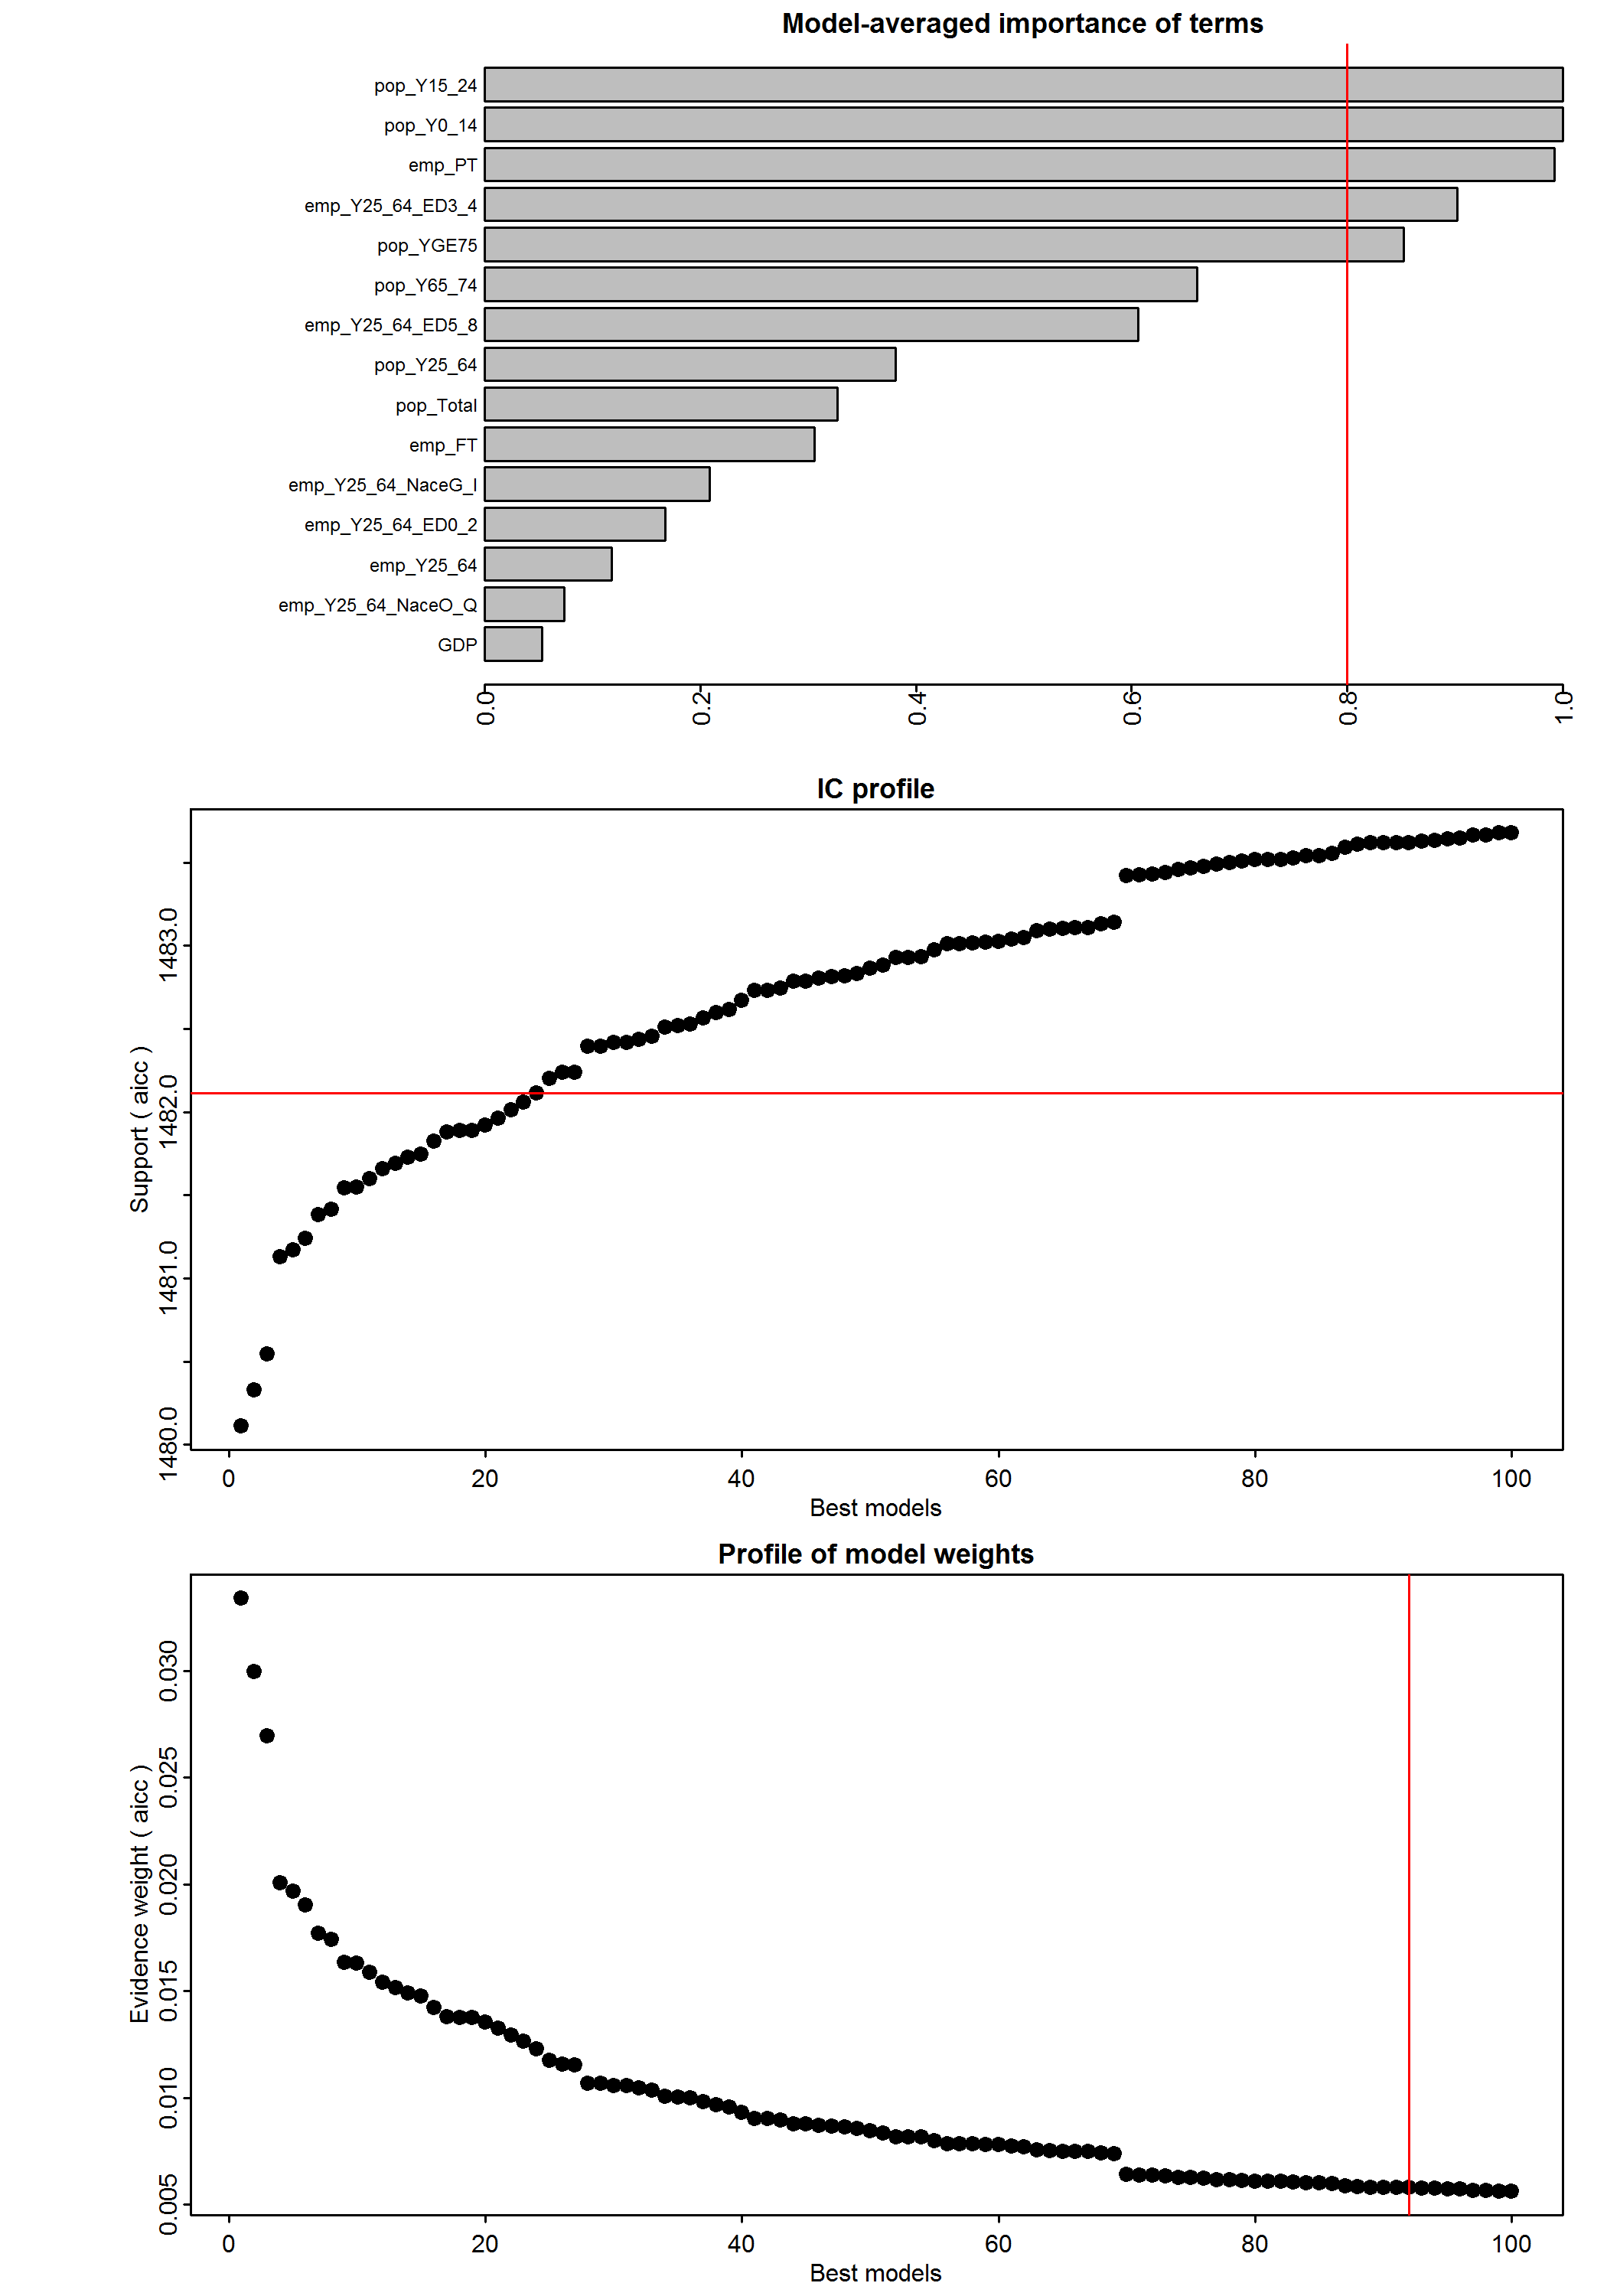 Model-averaged importance of terms
pop_Y15_24
pop_Y0_14
emp_PT
emp_Y25_64_ED3_4
pop_YGE75
pop_Y65_74
emp_Y25_64_ED5_8
pop_Y25_64
pop_Total
emp_FT
emp_Y25_64_NaceG_I
emp_Y25_64_ED0_2
emp_Y25_64
emp_Y25_64_NaceO_Q
GDP
0.0 0.2 0.4 0.6 0.8 1.0
IC profile
Support ( aicc )
1483.0
1482.0
1481.0
1480.0
0 20 40 60 80 100
Best models
Profile of model weights
Evidence weight ( aicc )
0.030
0.025
0.020
0.015
0.010
0.005
0 20 40 60 80 100
Best models